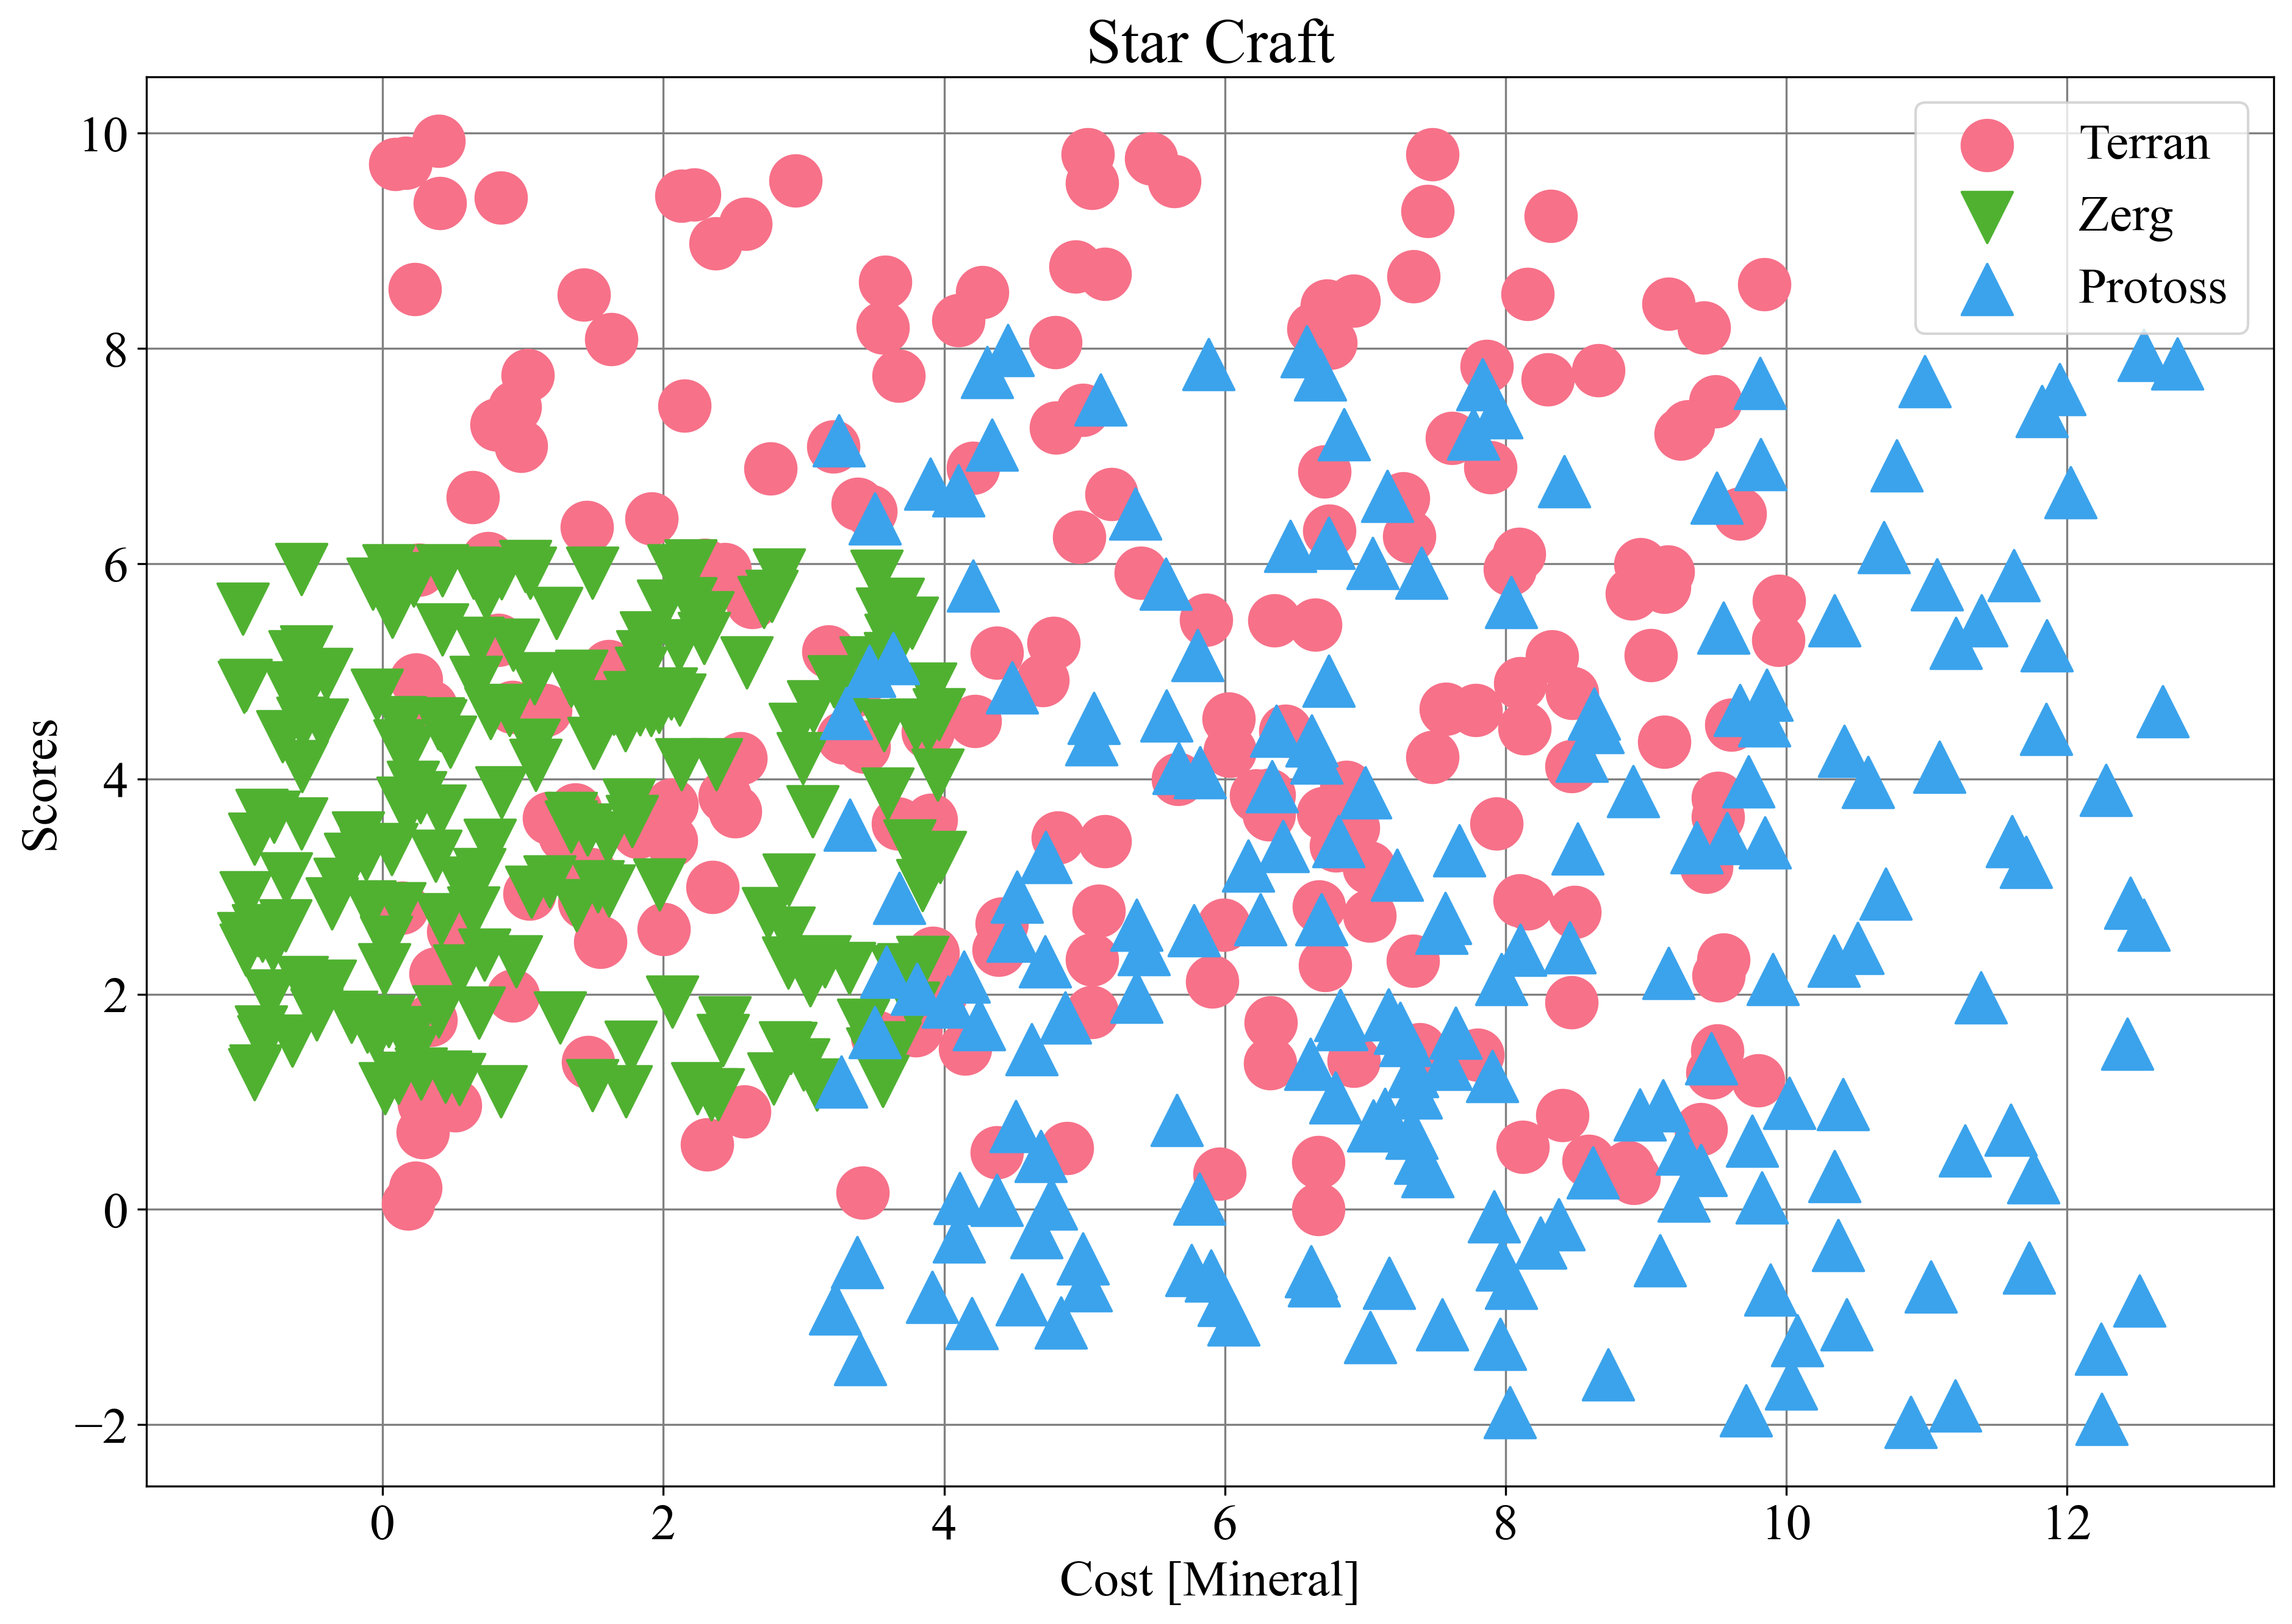 Star Craft
10
8
6
4
2
0
−2
Scores
Terran
Zerg
Protoss
0 2 4 6 8 10 12
Cost [Mineral]